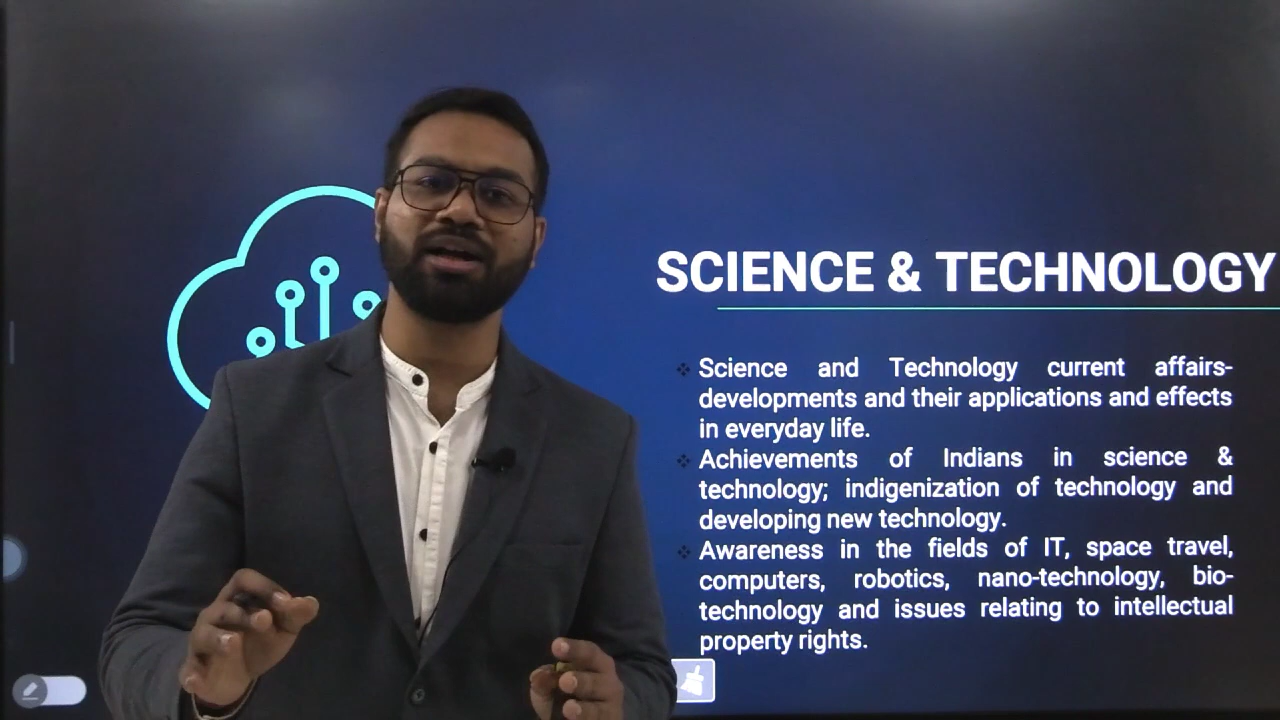 SCIENCE & TECHNOLOGY
Science and Technology current affairs-
developments and their applications and effects
in everyday life.
Achievements of Indians in science &
technology; indigenization of technology and
developing new technology.
Awareness in the fields of IT, space travel,
computers, robotics, nano-technology, bio-
technology and issues relating to intellectual
property rights.